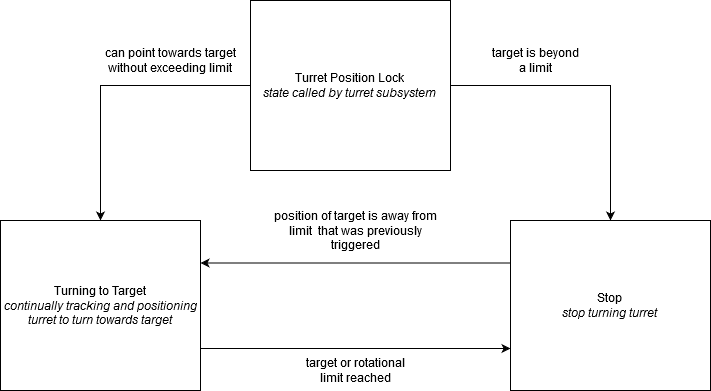 can point towards target
without exceeding limit
Turret Position Lock
state called by turret subsystem
target is beyond
a limit
position of target is away from
limit that was previously
triggered
Turning to Target
continually tracking and positioning
turret to turn towards target
Stop
stop turning turret
target or rotational
limit reached